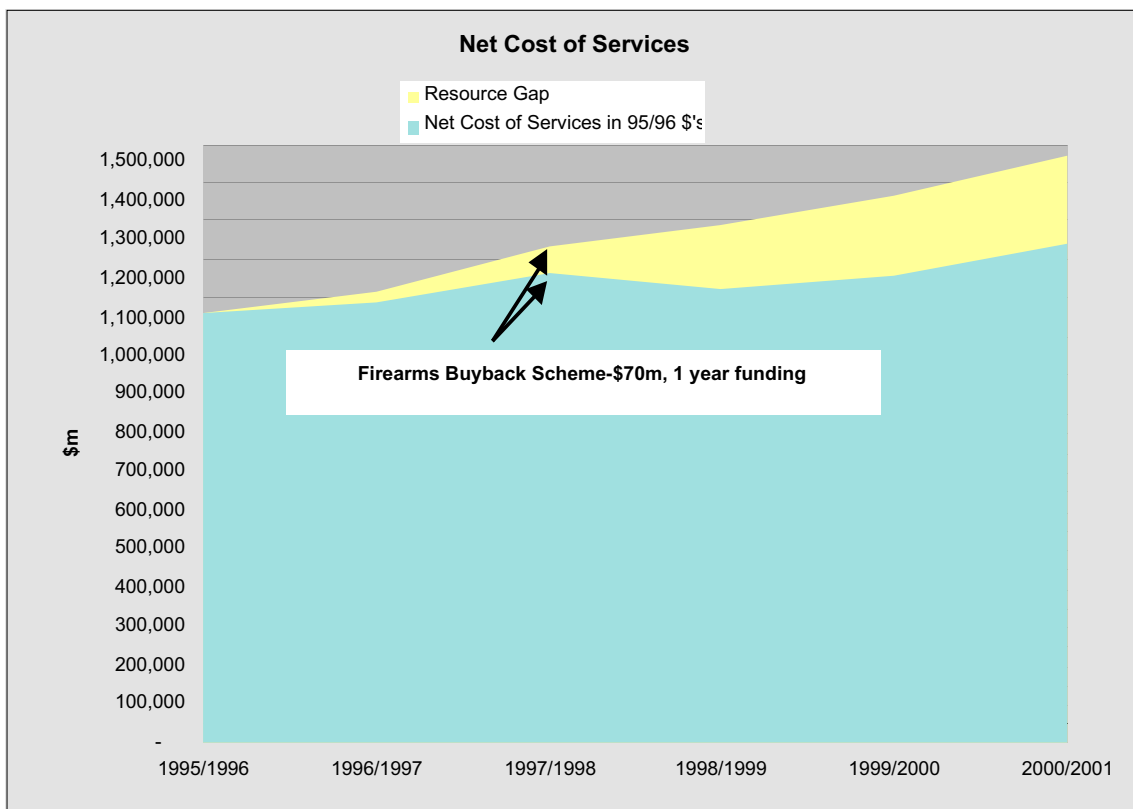 Net Cost of Services
Resource Gap
Net Cost of Services in 95/96 $'s
1,500,000
1,400,000
1,300,000
1,200,000
1,100,000
1,000,000
900,000
800,000
700,000
600,000
500,000
400,000
300,000
200,000
100,000
-
$m
Firearms Buyback Scheme-$70m, 1 year funding
1995/1996 1996/1997 1997/1998 1998/1999 1999/2000 2000/2001